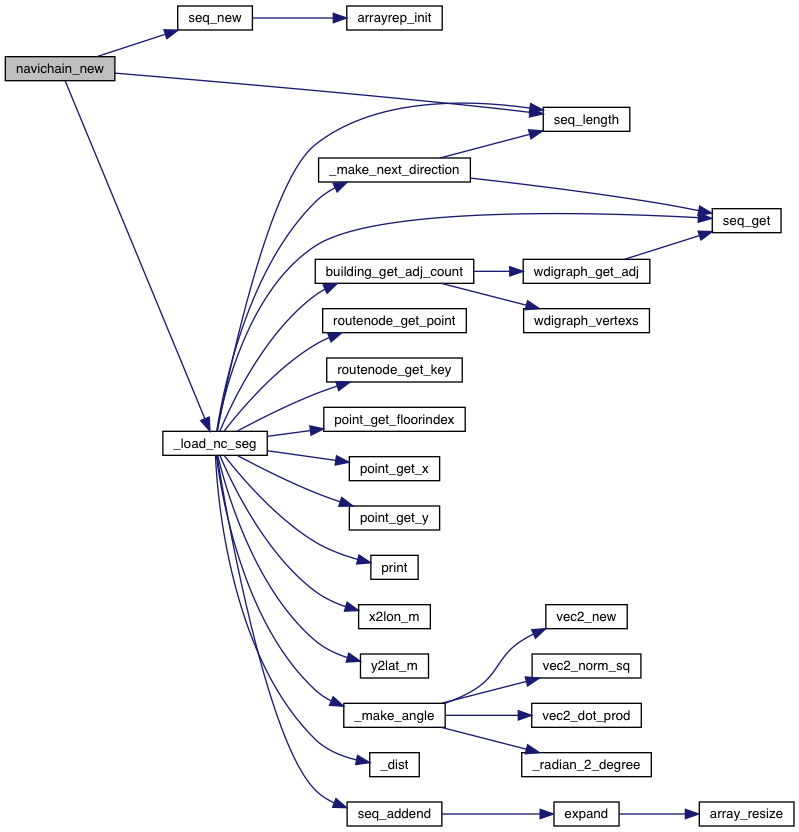 seq_new
arrayrep_init
navichain_new
seq_length
_make_next_direction
seq_get
building_get_adj_count
wdigraph_get_adj
routenode_get_point
wdigraph_vertexs
routenode_get_key
point_get_floorindex
_load_nc_seg
point_get_x
point_get_y
print
x2lon_m
vec2_new
y2lat_m
vec2_norm_sq
_make_angle
vec2_dot_prod
_dist
_radian_2_degree
seq_addend
expand
array_resize